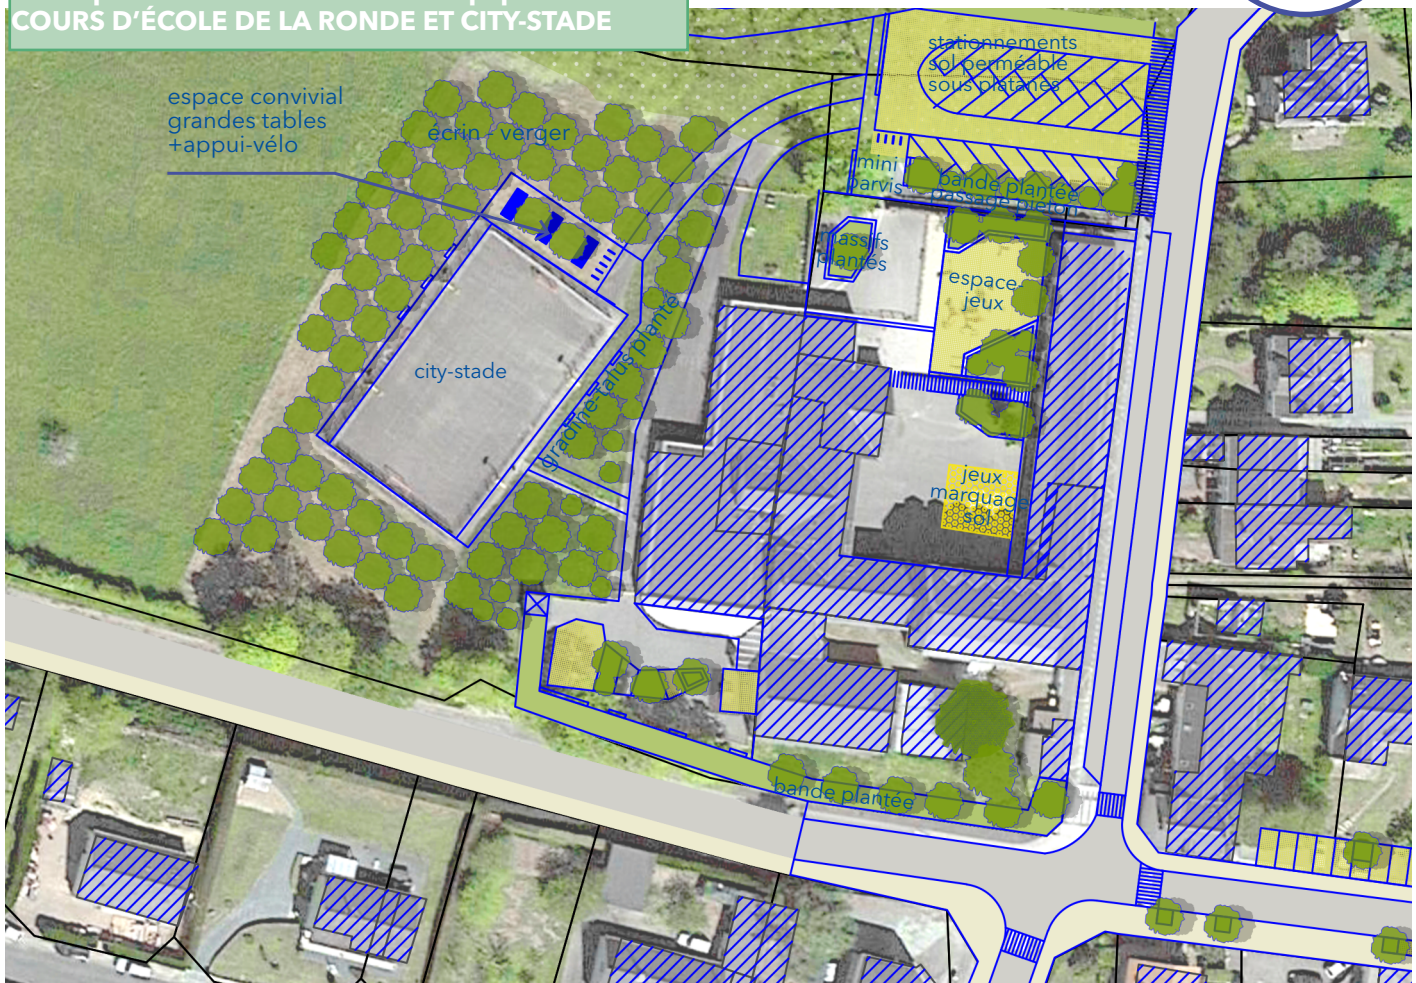 COURS D'ÉCOLE DE LA RONDE ET CITY-STADE
stationnements
sol perméable
sous platanes
espace convivial
grandes tables
+appui-vélo
écrin - verger
mini
parvis
bande plantée
passage piéton
massifs
plantés
espace-
jeux
city-stade
gradine-talus planté
jeux
marquage
sol
bande plantée